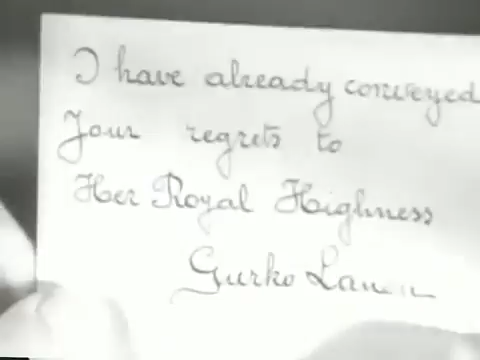 I have already conveyed
Your regrets to
Her Royal Highness
Gurko